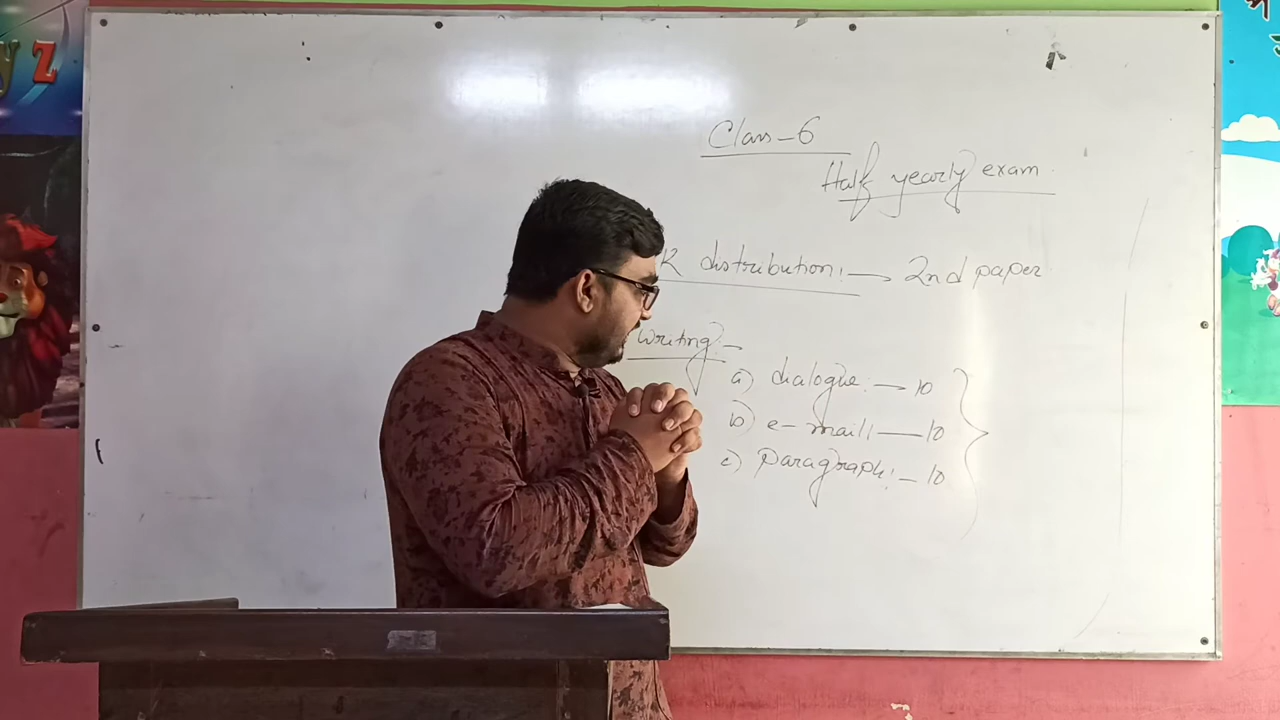 Class-6
Half yearly exam.
K distribution:→ 2nd paper
Writing:-
a) dialogue:— 10
b) e-mail:— 10
c) Paragraph:— 10
y z